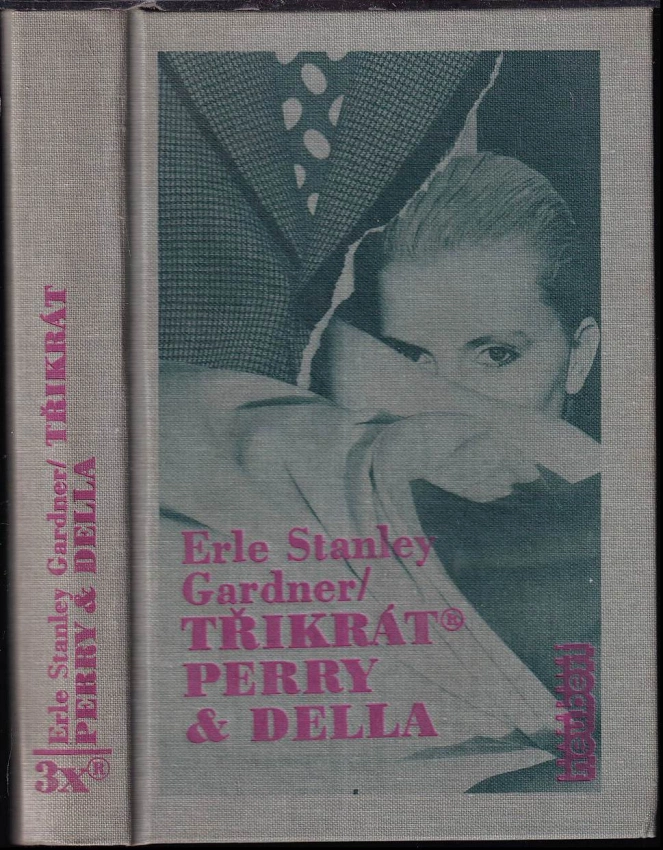 Erle Stanley Gardner/ TŘIKRÁT
PERRY & DELLA
3x®
Erle Stanley
Gardner/
TŘIKRÁT®
PERRY
& DELLA